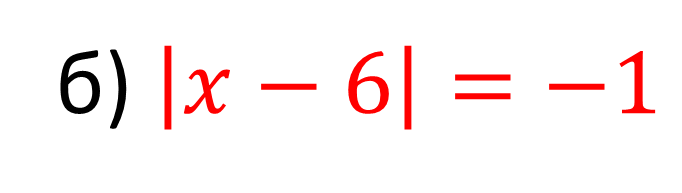 б) |x − 6| = −1